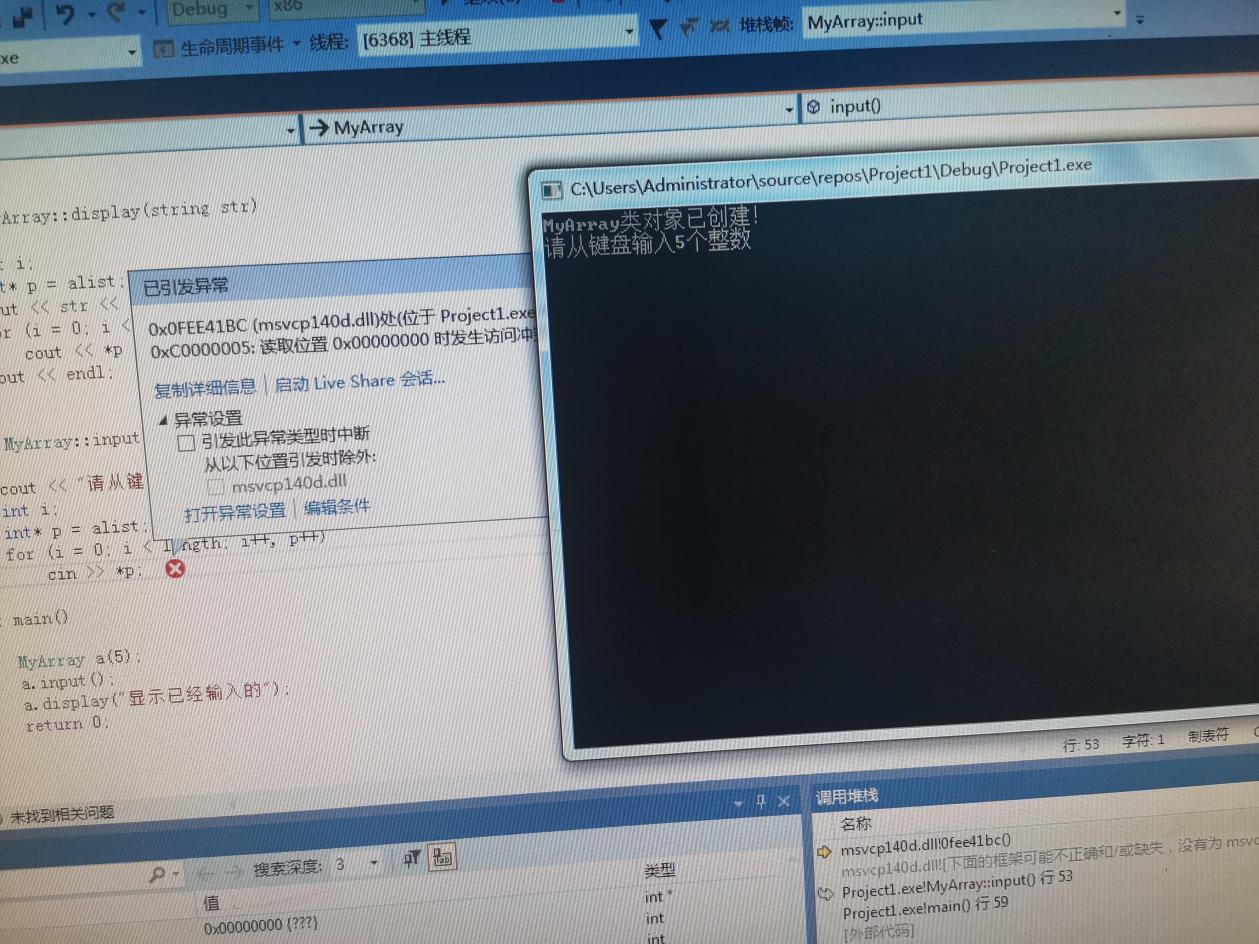 Debug x86
xe 生命周期事件 线程: [6368] 主线程 堆栈帧: MyArray::input
MyArray input()
Array::display(string str)
t i;
t* p = alist;
ut << str <<
or (i = 0; i <
cout << *p
out << endl;
MyArray::input
cout << "请从键
int i;
int* p = alist;
for (i = 0; i < length; i++, p++)
cin >> *p;
main()
MyArray a(5);
a.input();
a.display("显示已经输入的");
return 0;
已引发异常
0x0FEE41BC (msvcp140d.dll)处(位于 Project1.exe
0xC0000005: 读取位置 0x00000000 时发生访问冲
复制详细信息 | 启动 Live Share 会话...
异常设置
引发此异常类型时中断
从以下位置引发时除外:
msvcp140d.dll
打开异常设置 | 编辑条件
C:\Users\Administrator\source\repos\Project1\Debug\Project1.exe
MyArray类对象已创建!
请从键盘输入5个整数
行: 53 字符: 1 制表符
未找到相关问题
搜索深度: 3
值 类型
0x00000000 {???} int *
int
int
调用堆栈
名称
msvcp140d.dll!0fee41bc()
msvcp140d.dll![下面的框架可能不正确和/或缺失，没有为 msvc
Project1.exe!MyArray::input() 行 53
Project1.exe!main() 行 59
[外部代码]